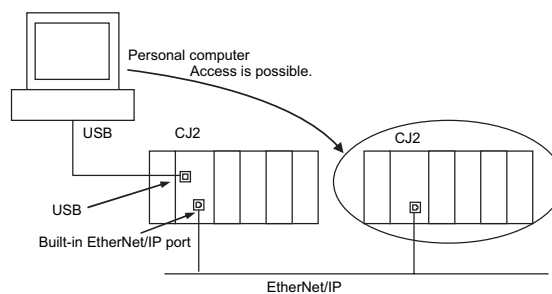 Personal computer
Access is possible.
USB
CJ2
CJ2
USB
Built-in EtherNet/IP port
EtherNet/IP